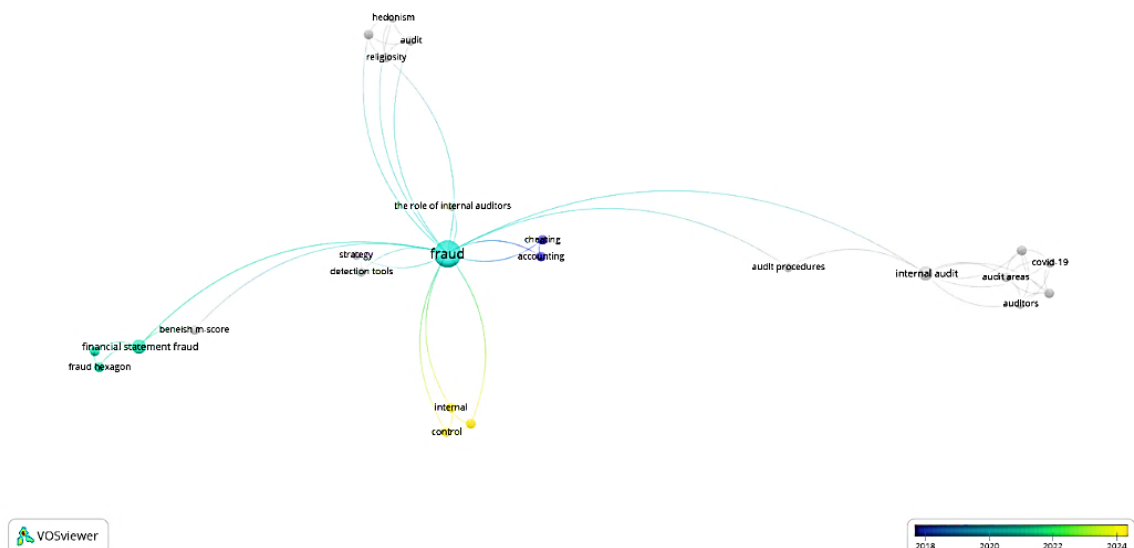 hedonism
audit
religiosity
the role of internal auditors
cheating
fraud
strategy
accounting
detection tools
audit procedures
internal audit
covid-19
audit areas
auditors
beneish m-score
financial statement fraud
fraud hexagon
internal
control
VOSviewer
2018 2020 2022 2024